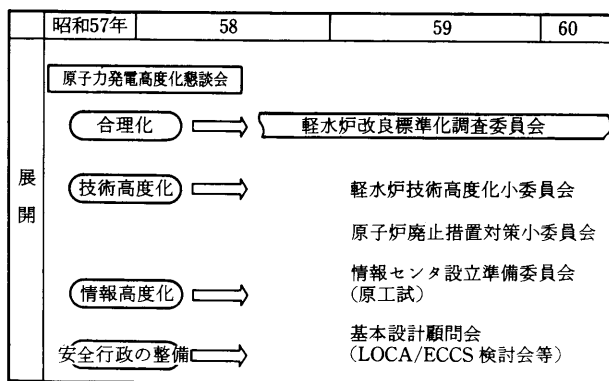 昭和57年 58 59 60
展開
原子力発電高度化懇談会
合理化 軽水炉改良標準化調査委員会
技術高度化 軽水炉技術高度化小委員会
原子炉廃止措置対策小委員会
情報高度化 情報センタ設立準備委員会
(原工試)
安全行政の整備 基本設計顧問会
(LOCA/ECCS 検討会等)